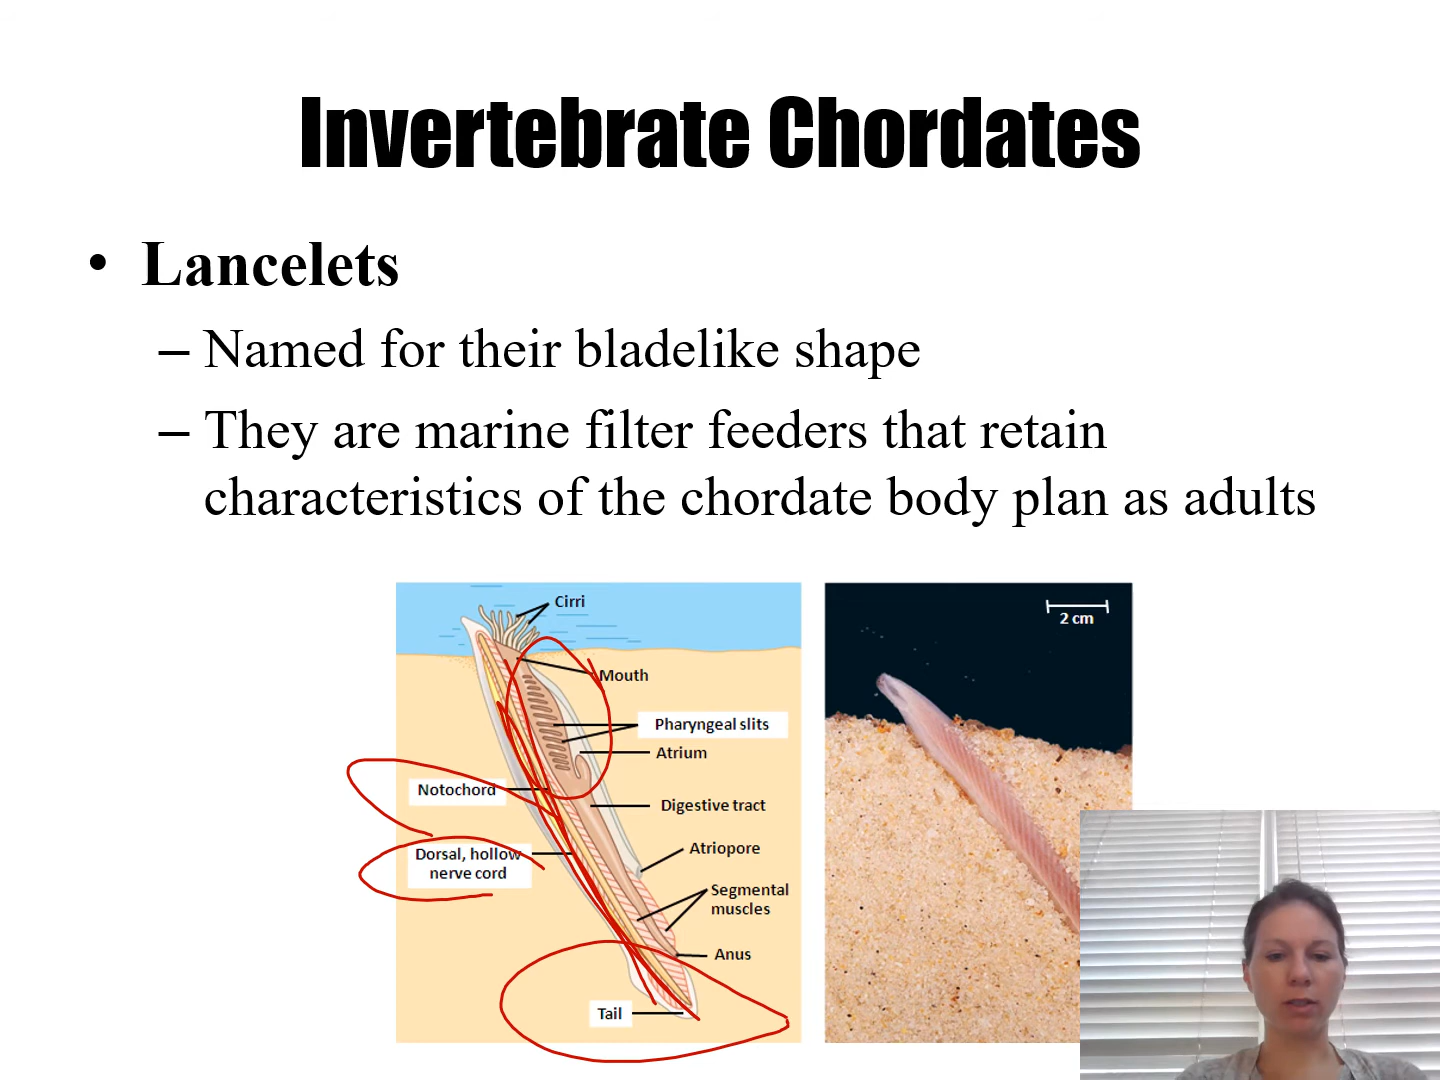 Invertebrate Chordates
• Lancelets
– Named for their bladelike shape
– They are marine filter feeders that retain
characteristics of the chordate body plan as adults
Cirri
Mouth
Pharyngeal slits
Atrium
Notochord
Digestive tract
Dorsal, hollow
nerve cord
Atriopore
Segmental
muscles
Anus
Tail
2 cm